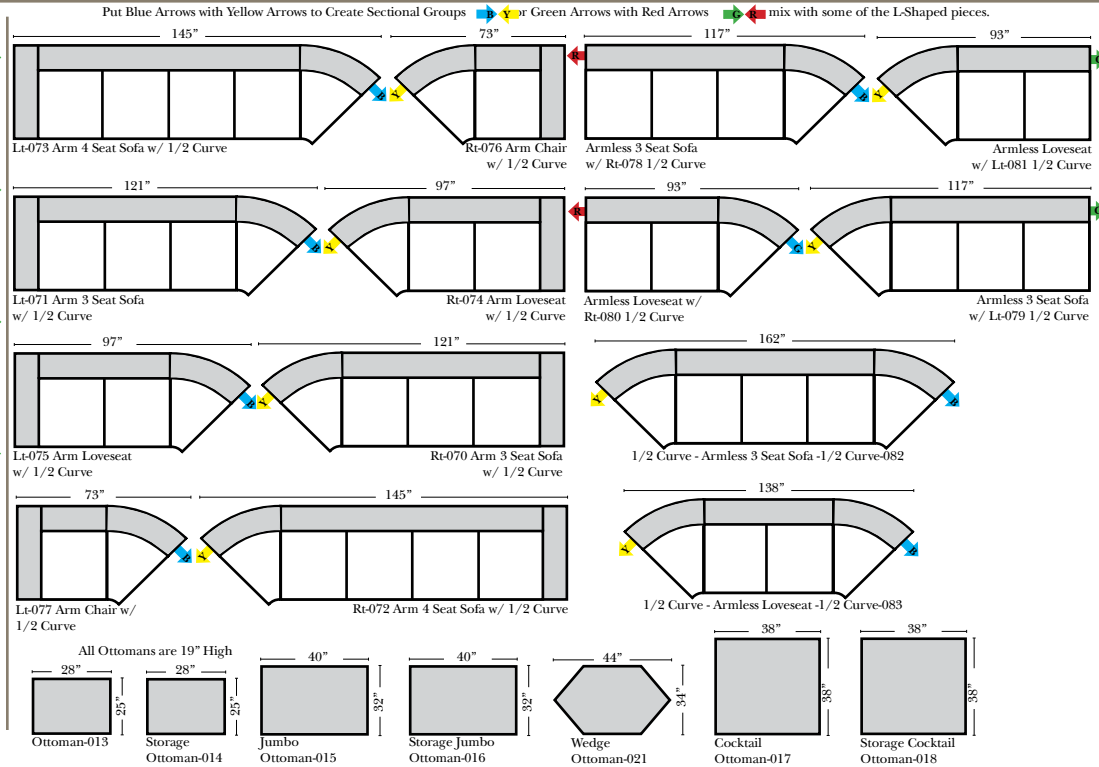 Put Blue Arrows with Yellow Arrows to Create Sectional Groups B Y or Green Arrows with Red Arrows G R mix with some of the L-Shaped pieces.
145” 73” 117” 93”
R
B Y B Y
Lt-073 Arm 4 Seat Sofa w/ 1/2 Curve
Rt-076 Arm Chair
w/ 1/2 Curve
Armless 3 Seat Sofa
w/ Rt-078 1/2 Curve
Armless Loveseat
w/ Lt-081 1/2 Curve
121” 97” 93” 117”
R G
B Y G Y
Lt-071 Arm 3 Seat Sofa
w/ 1/2 Curve
Rt-074 Arm Loveseat
w/ 1/2 Curve
Armless Loveseat w/
Rt-080 1/2 Curve
Armless 3 Seat Sofa
w/ Lt-079 1/2 Curve
97” 121” 162”
B Y Y B
Lt-075 Arm Loveseat
w/ 1/2 Curve
Rt-070 Arm 3 Seat Sofa
w/ 1/2 Curve
1/2 Curve - Armless 3 Seat Sofa -1/2 Curve-082
73” 145” 138”
B Y Y B
Lt-077 Arm Chair w/
1/2 Curve
Rt-072 Arm 4 Seat Sofa w/ 1/2 Curve
1/2 Curve - Armless Loveseat -1/2 Curve-083
All Ottomans are 19” High
28” 25”
Ottoman-013
28” 25”
Storage
Ottoman-014
40” 32”
Jumbo
Ottoman-015
40” 32”
Storage Jumbo
Ottoman-016
44” 34”
Wedge
Ottoman-021
38” 38”
Cocktail
Ottoman-017
38” 38”
Storage Cocktail
Ottoman-018